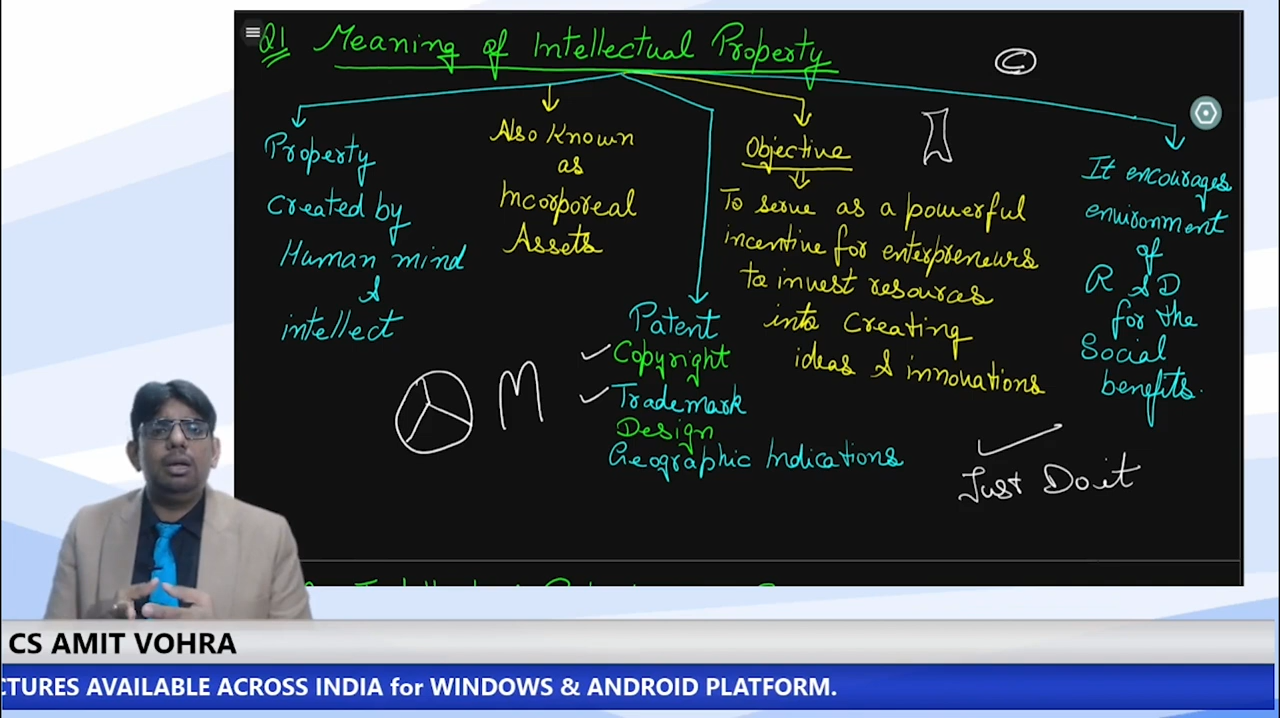 Q1 Meaning of Intellectual Property
©
Property
created by
Human mind
&
intellect
Also Known
as
Incorporeal
Assets
Patent
Copyright
Trademark
Design
Geographic Indications
Objective
To serve as a powerful
incentive for enterpreneurs
to invest resources
into Creating
ideas & innovations
It encourages
environment
of
R & D
for the
Social
benefits.
M
Just Do it
CS AMIT VOHRA
CTURES AVAILABLE ACROSS INDIA for WINDOWS & ANDROID PLATFORM.